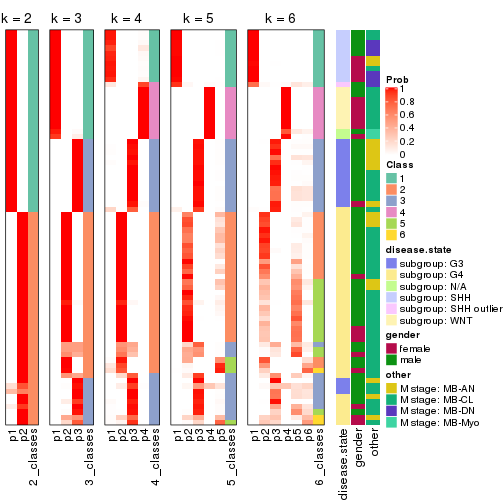 k = 2 k = 3 k = 4 k = 5 k = 6
p1
p2
2_classes
p1
p2
p3
3_classes
p1
p2
p3
p4
4_classes
p1
p2
p3
p4
p5
5_classes
p1
p2
p3
p4
p5
p6
6_classes
disease.state
gender
other
Prob
1
0.8
0.6
0.4
0.2
0
Class
1
2
3
4
5
6
disease.state
subgroup: G3
subgroup: G4
subgroup: N/A
subgroup: SHH
subgroup: SHH outlier
subgroup: WNT
gender
female
male
other
M stage: MB-AN
M stage: MB-CL
M stage: MB-DN
M stage: MB-Myo